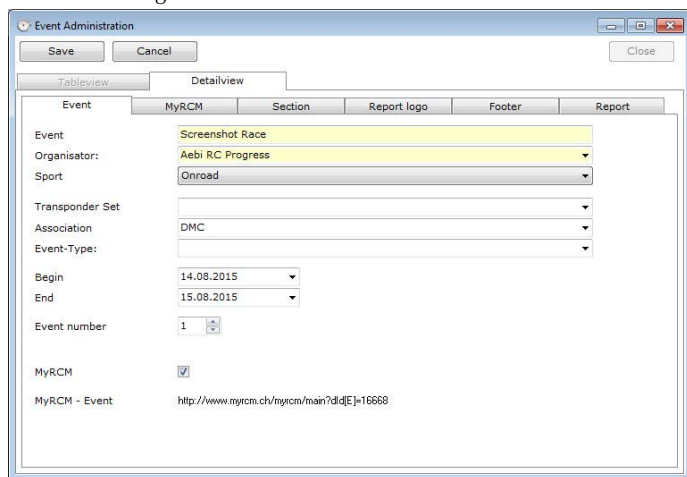 Event Administration
Save Cancel Close
Tableview Detailview
Event MyRCM Section Report logo Footer Report
Event Screenshot Race
Organisator: Aebi RC Progress
Sport Onroad
Transponder Set
Association DMC
Event-Type:
Begin 14.08.2015
End 15.08.2015
Event number 1
MyRCM
MyRCM - Event http://www.myrcm.ch/myrcm/main?dId[E]=16668